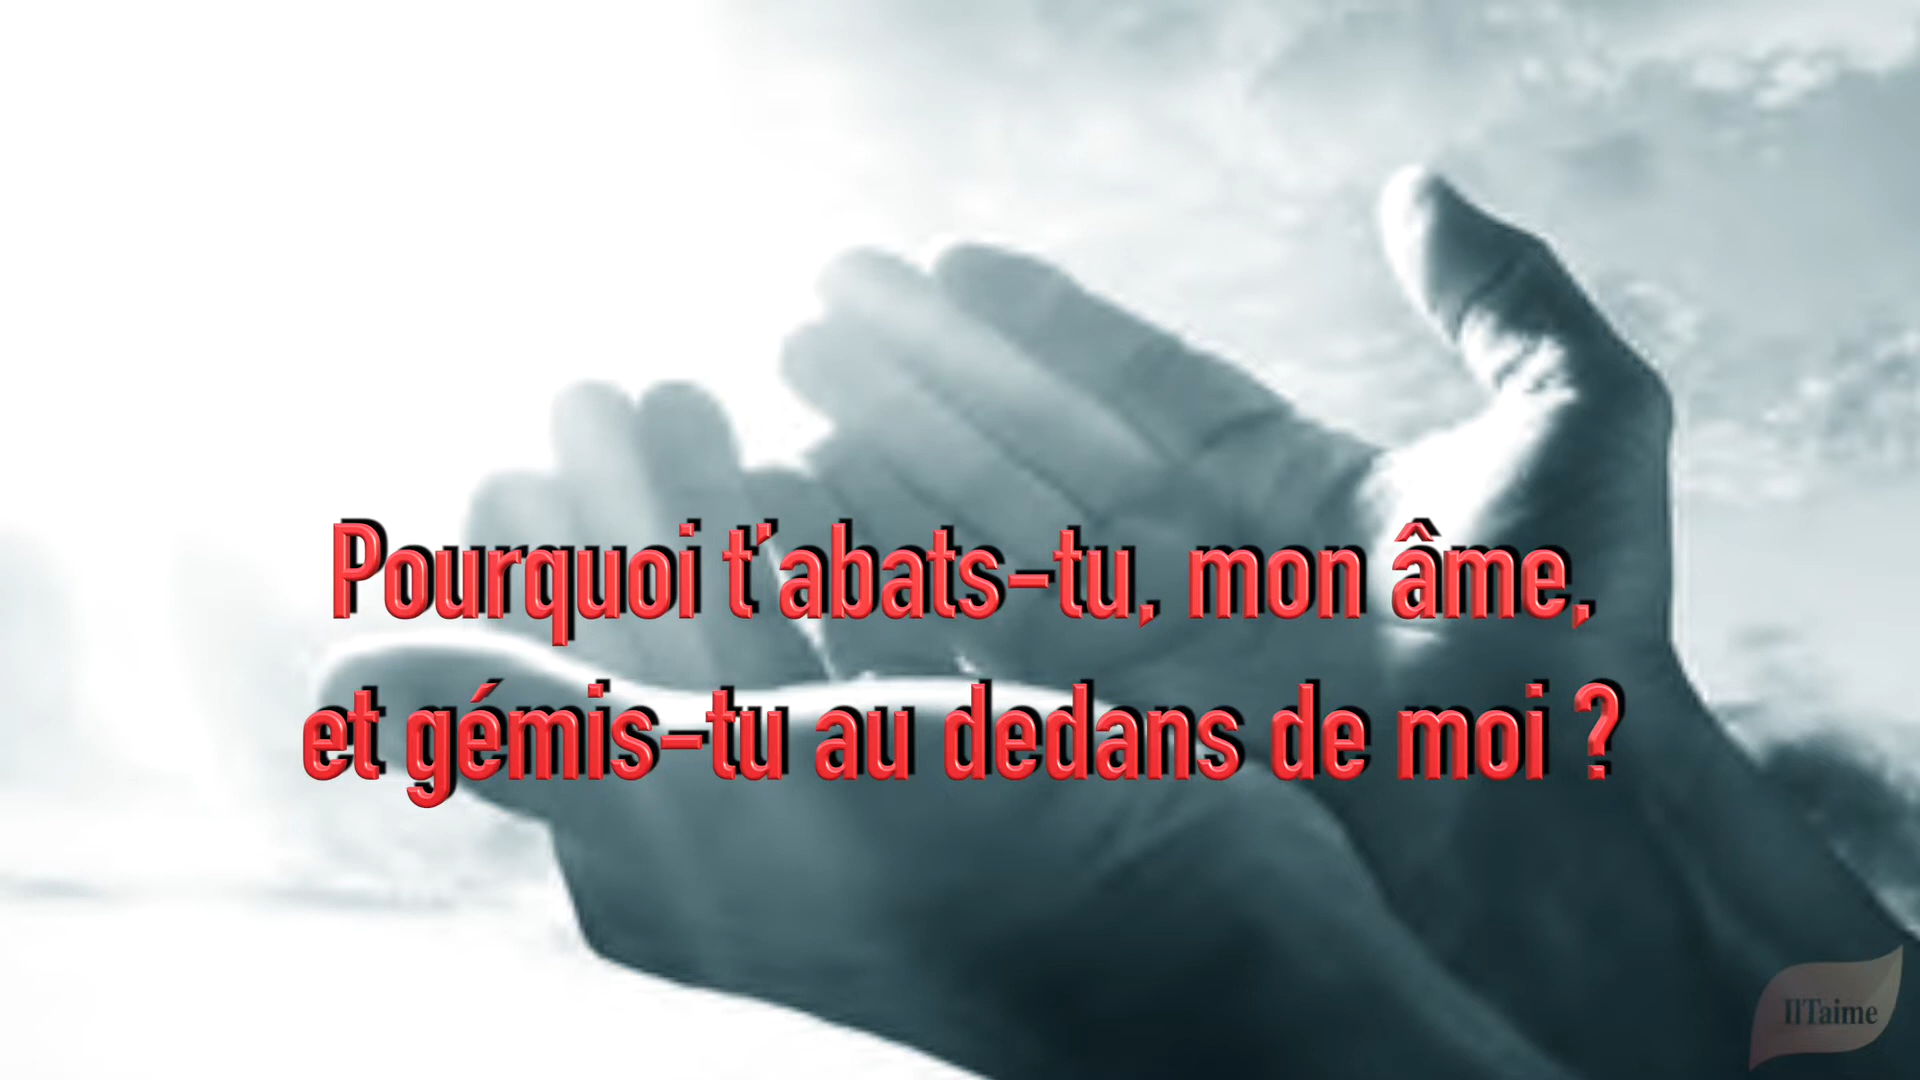 Pourquoi t'abats-tu, mon âme,
et gémis-tu au dedans de moi ?
IlTaime